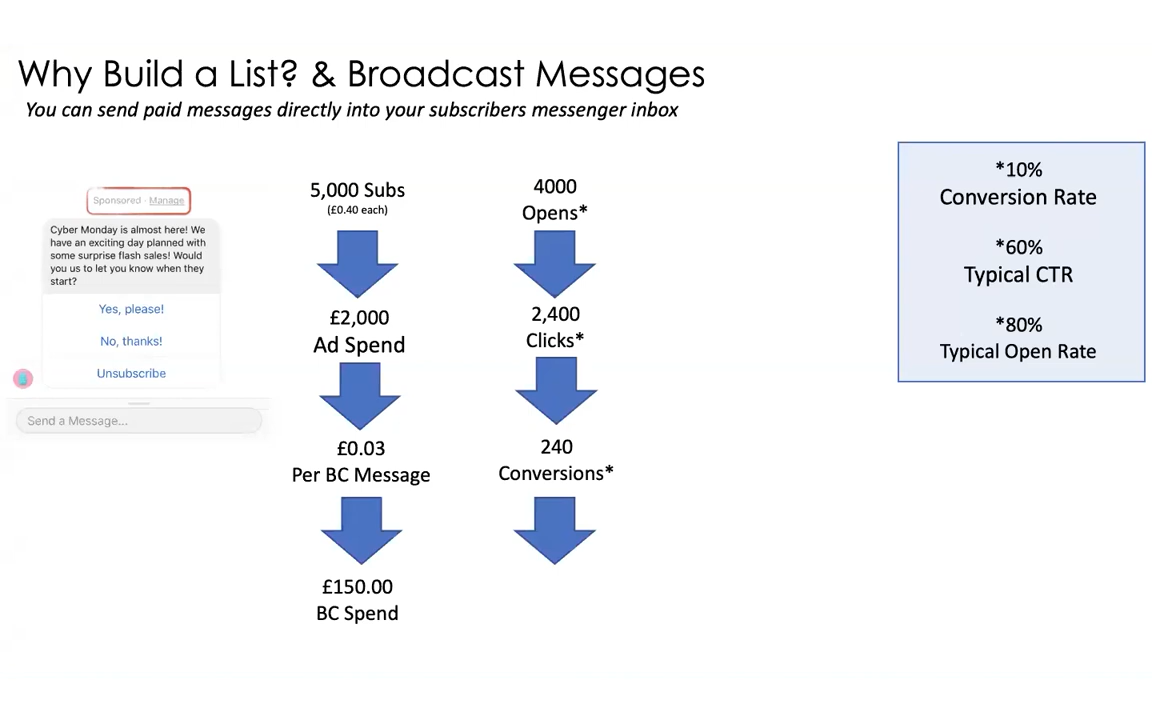 Why Build a List? & Broadcast Messages
You can send paid messages directly into your subscribers messenger inbox
Sponsored · Manage
Cyber Monday is almost here! We
have an exciting day planned with
some surprise flash sales! Would
you us to let you know when they
start?
Yes, please!
No, thanks!
Unsubscribe
Send a Message...
5,000 Subs
(£0.40 each)
£2,000
Ad Spend
£0.03
Per BC Message
£150.00
BC Spend
4000
Opens*
2,400
Clicks*
240
Conversions*
*10%
Conversion Rate
*60%
Typical CTR
*80%
Typical Open Rate